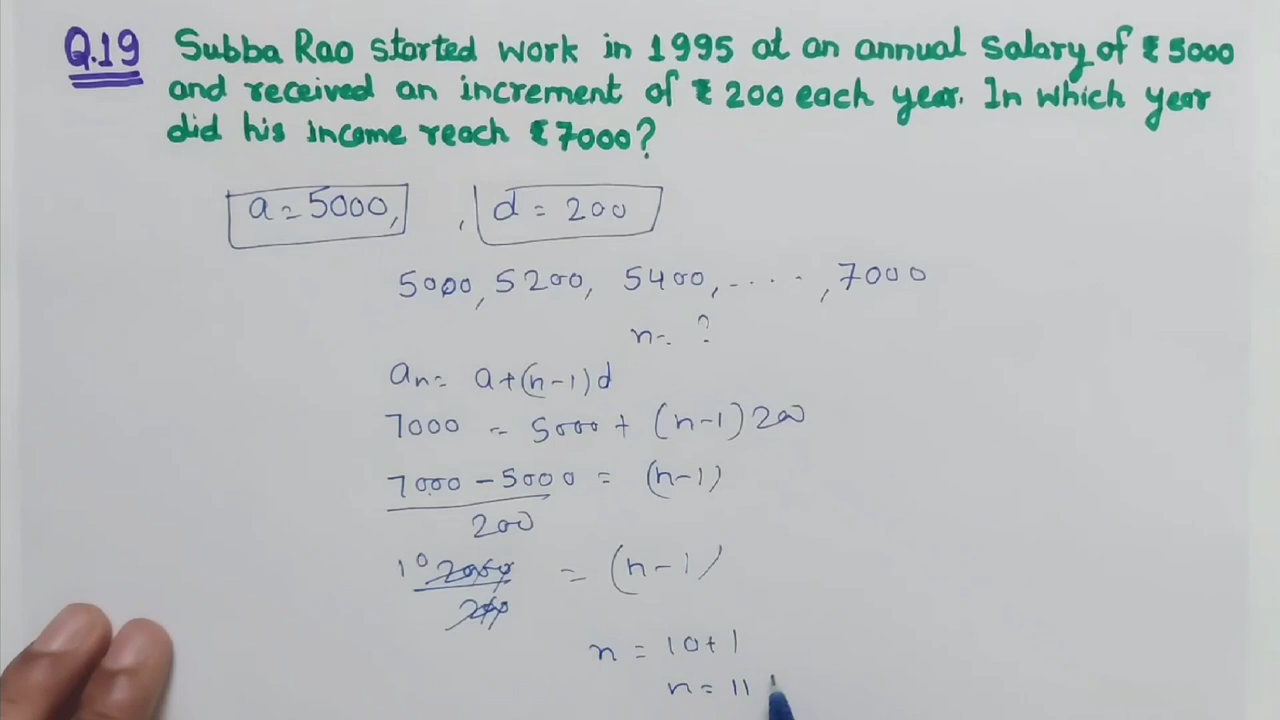 Q.19 Subba Rao started work in 1995 at an annual salary of ₹ 5000
and received an increment of ₹ 200 each year. In which year
did his income reach ₹ 7000?
a = 5000, , d = 200
5000, 5200, 5400, ....., 7000
n = ?
an = a+(n-1)d
7000 = 5000 + (n-1) 200
7000 - 5000 = (n-1)
200
10 2000 = (n-1)
200
n = 10+1
n = 11